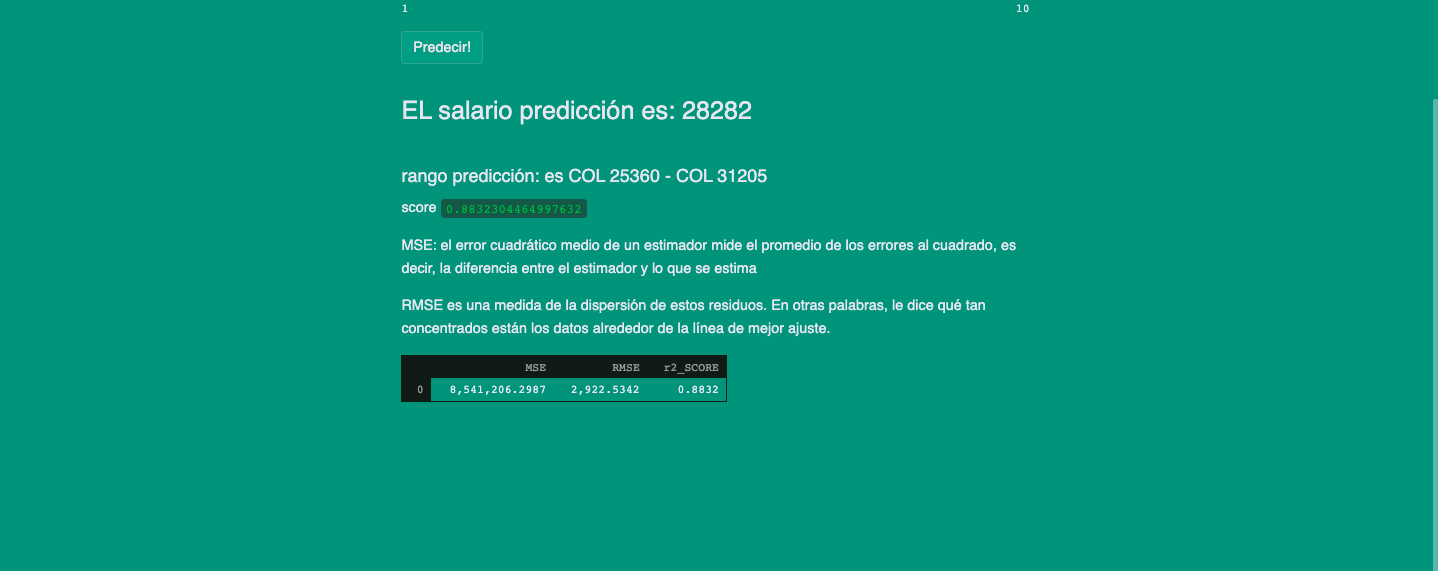 1 10
Predecir!
EL salario predicción es: 28282
rango predicción: es COL 25360 - COL 31205
score 0.8832304464997632
MSE: el error cuadrático medio de un estimador mide el promedio de los errores al cuadrado, es
decir, la diferencia entre el estimador y lo que se estima
RMSE es una medida de la dispersión de estos residuos. En otras palabras, le dice qué tan
concentrados están los datos alrededor de la línea de mejor ajuste.
MSE RMSE r2_SCORE
0 8,541,206.2987 2,922.5342 0.8832